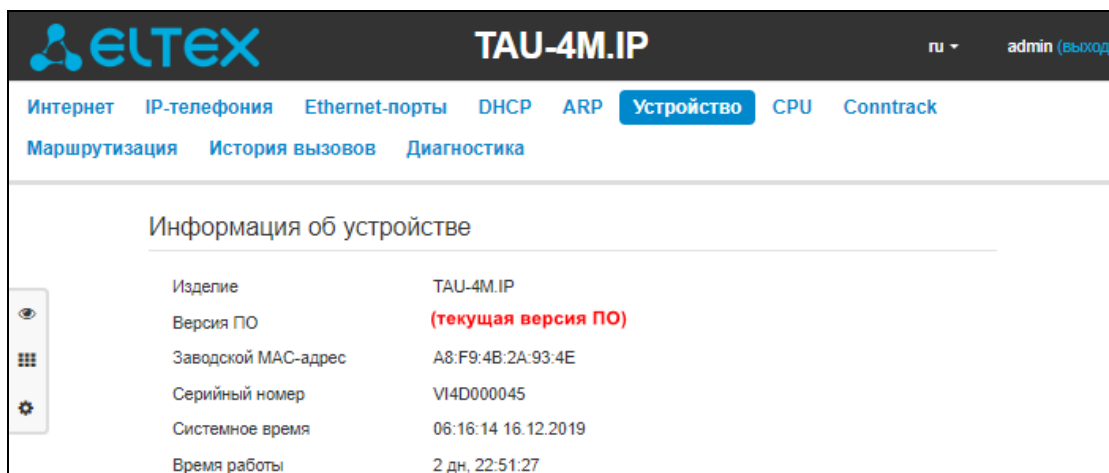 ELTEX TAU-4M.IP ru admin (выход
Интернет IP-телефония Ethernet-порты DHCP ARP Устройство CPU Conntrack
Маршрутизация История вызовов Диагностика
Информация об устройстве
Изделие TAU-4M.IP
Версия ПО (текущая версия ПО)
Заводской MAC-адрес A8:F9:4B:2A:93:4E
Серийный номер VI4D000045
Системное время 06:16:14 16.12.2019
Время работы 2 дн, 22:51:27